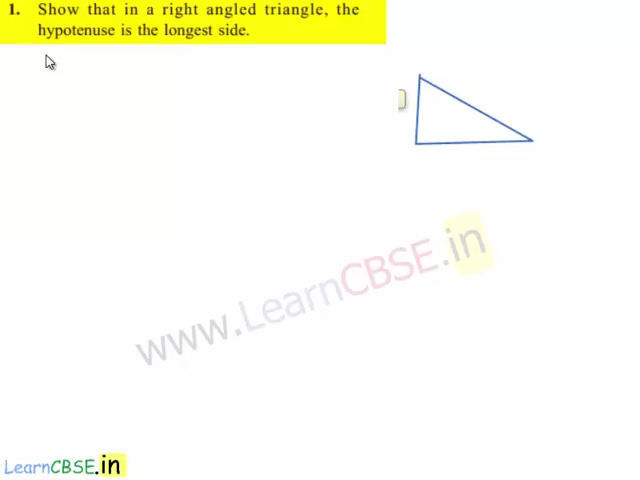 1. Show that in a right angled triangle, the
hypotenuse is the longest side.
www.LearnCBSE.in
LearnCBSE.in